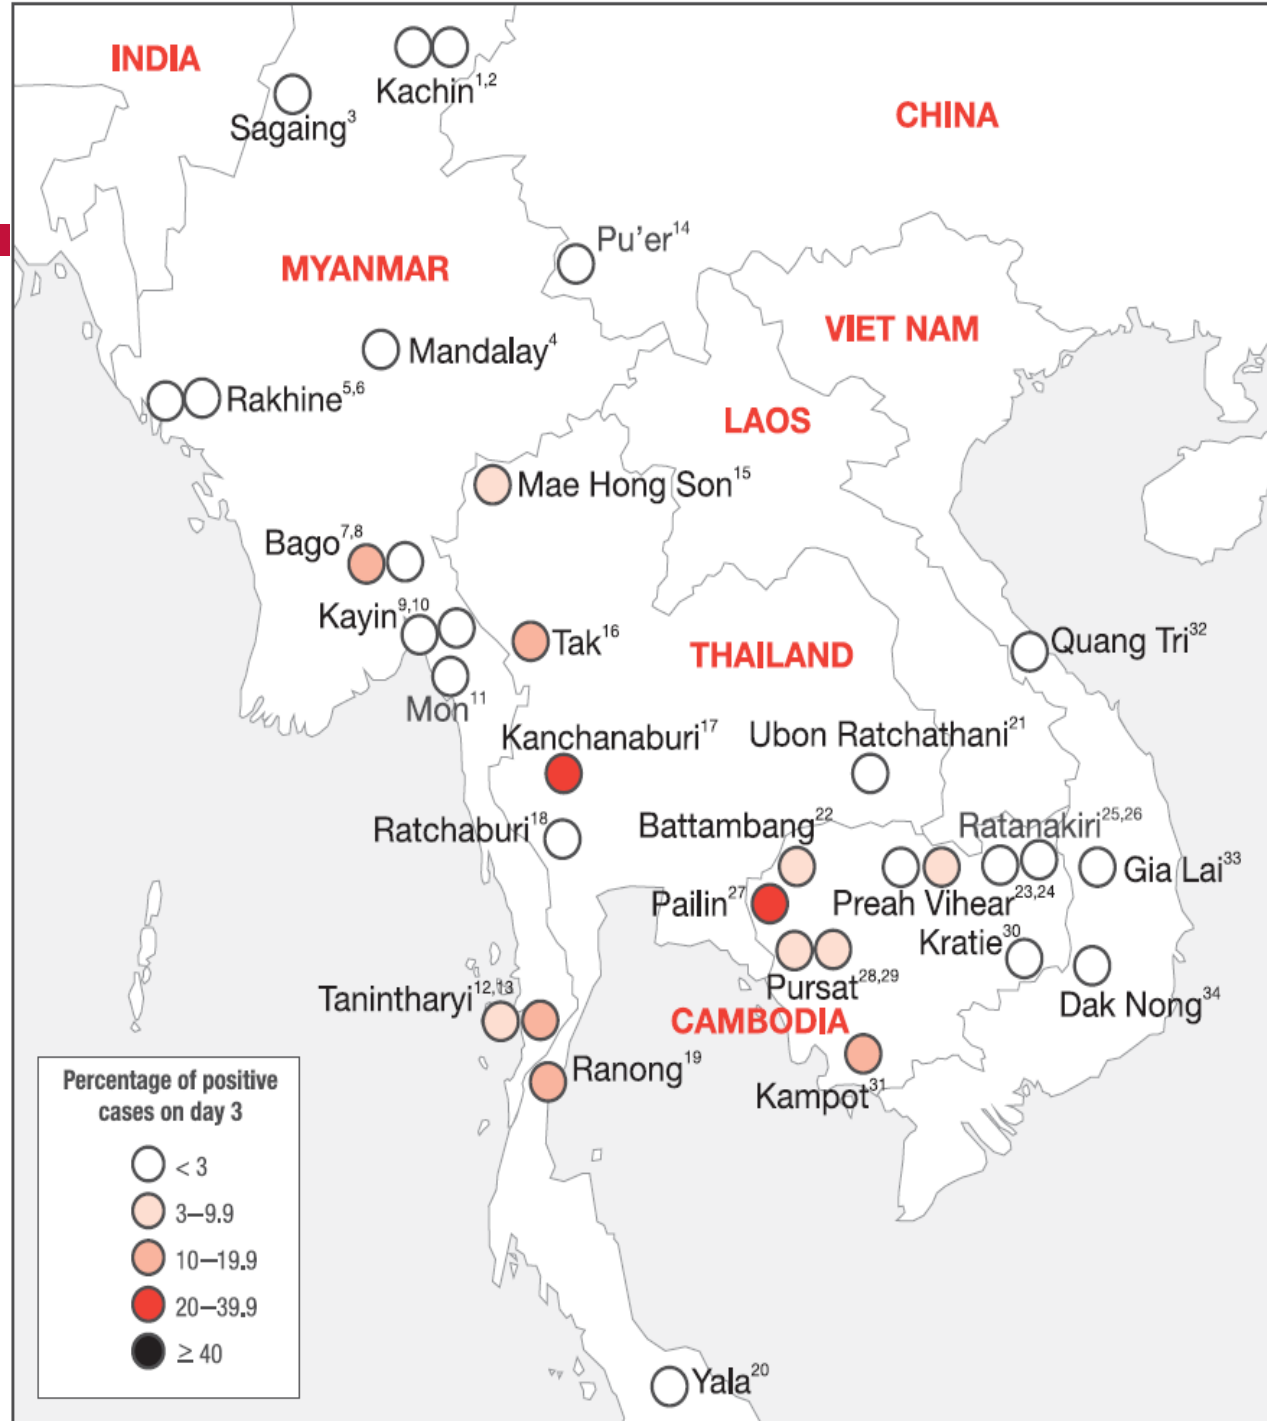 INDIA
Kachin1,2
Sagaing3
CHINA
Pu’er14
MYANMAR
VIET NAM
Mandalay4
Rakhine5,6
LAOS
Mae Hong Son15
Bago7,8
Kayin9,10
Tak16
THAILAND
Quang Tri32
Mon11
Kanchanaburi17
Ubon Ratchathani21
Ratchaburi18
Battambang22
Ratanakiri25,26
Gia Lai33
Pailin27
Preah Vihear23,24
Kratie30
Pursat28,29
Dak Nong34
Tanintharyi12,13
CAMBODIA
Ranong19
Kampot31
Percentage of positive
cases on day 3
< 3
3–9.9
10–19.9
20–39.9
≥ 40
Yala20